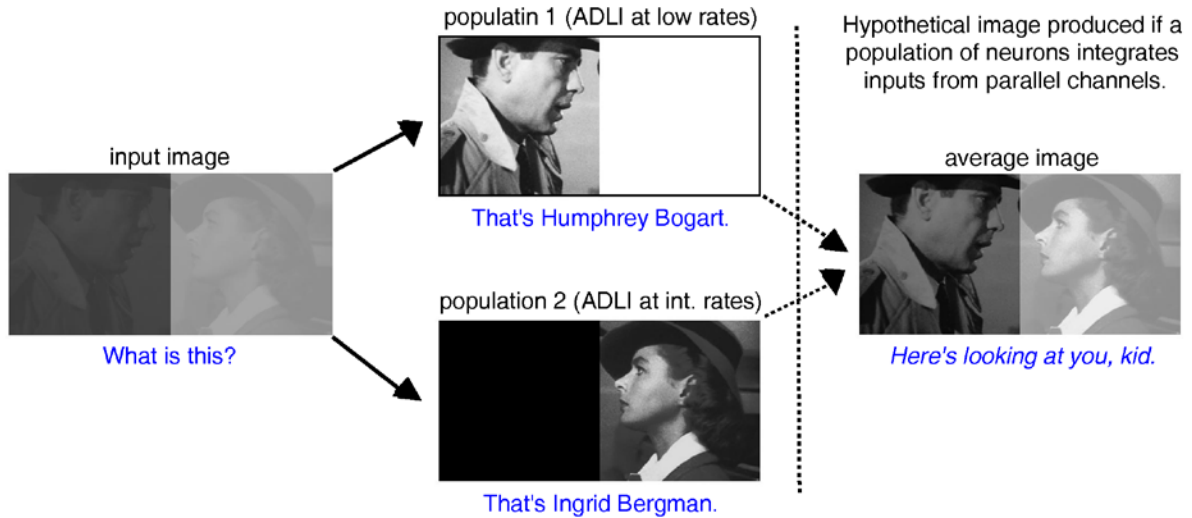 input image
What is this?
populatin 1 (ADLI at low rates)
That's Humphrey Bogart.
population 2 (ADLI at int. rates)
That's Ingrid Bergman.
Hypothetical image produced if a
population of neurons integrates
inputs from parallel channels.
average image
Here's looking at you, kid.